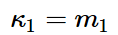 κ₁ = m₁